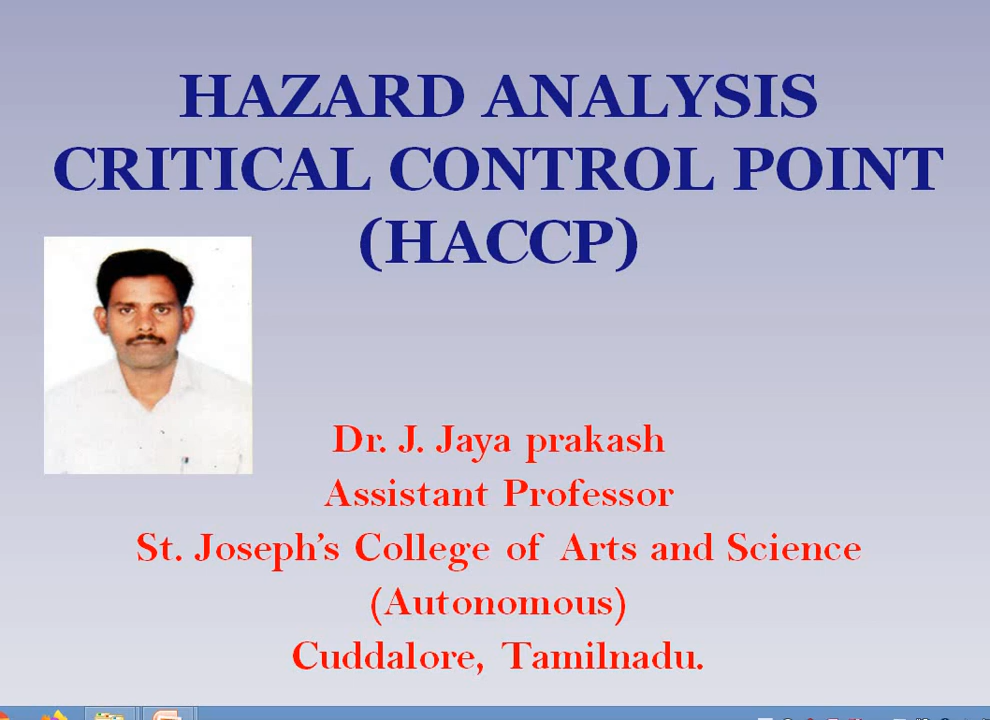 HAZARD ANALYSIS
CRITICAL CONTROL POINT
(HACCP)
Dr. J. Jaya prakash
Assistant Professor
St. Joseph's College of Arts and Science
(Autonomous)
Cuddalore, Tamilnadu.